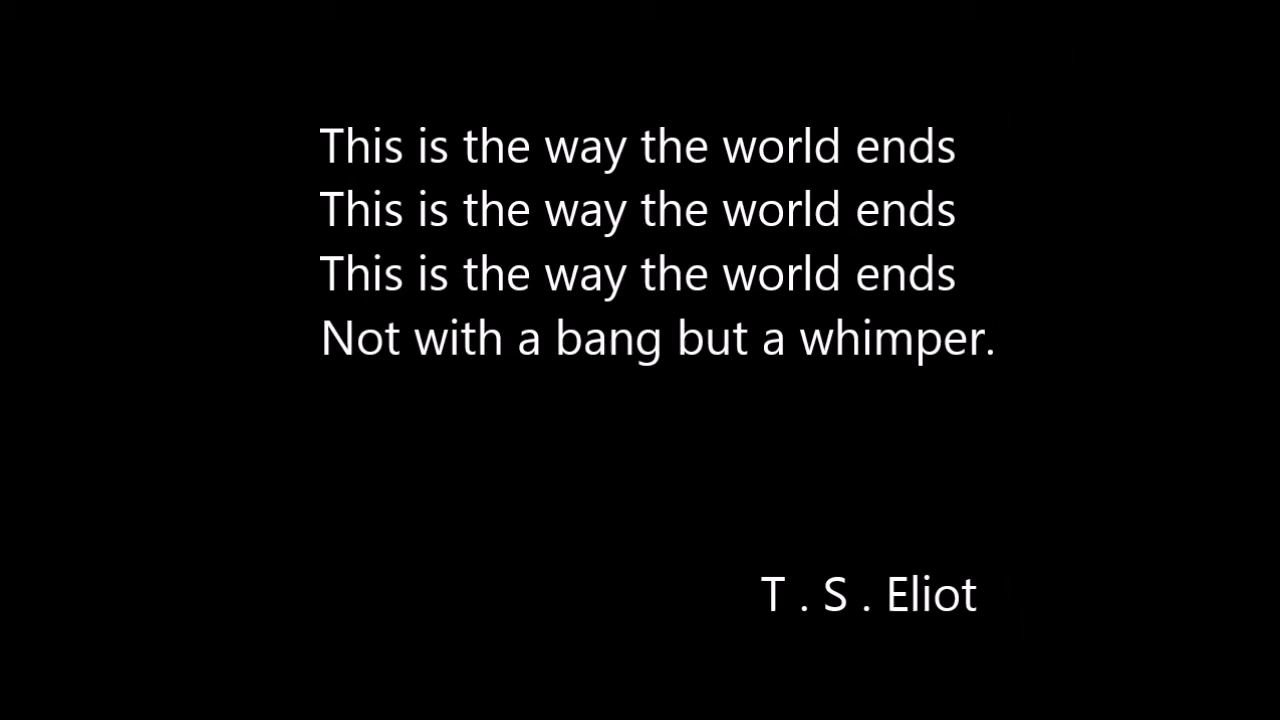 This is the way the world ends
This is the way the world ends
This is the way the world ends
Not with a bang but a whimper.
T . S . Eliot